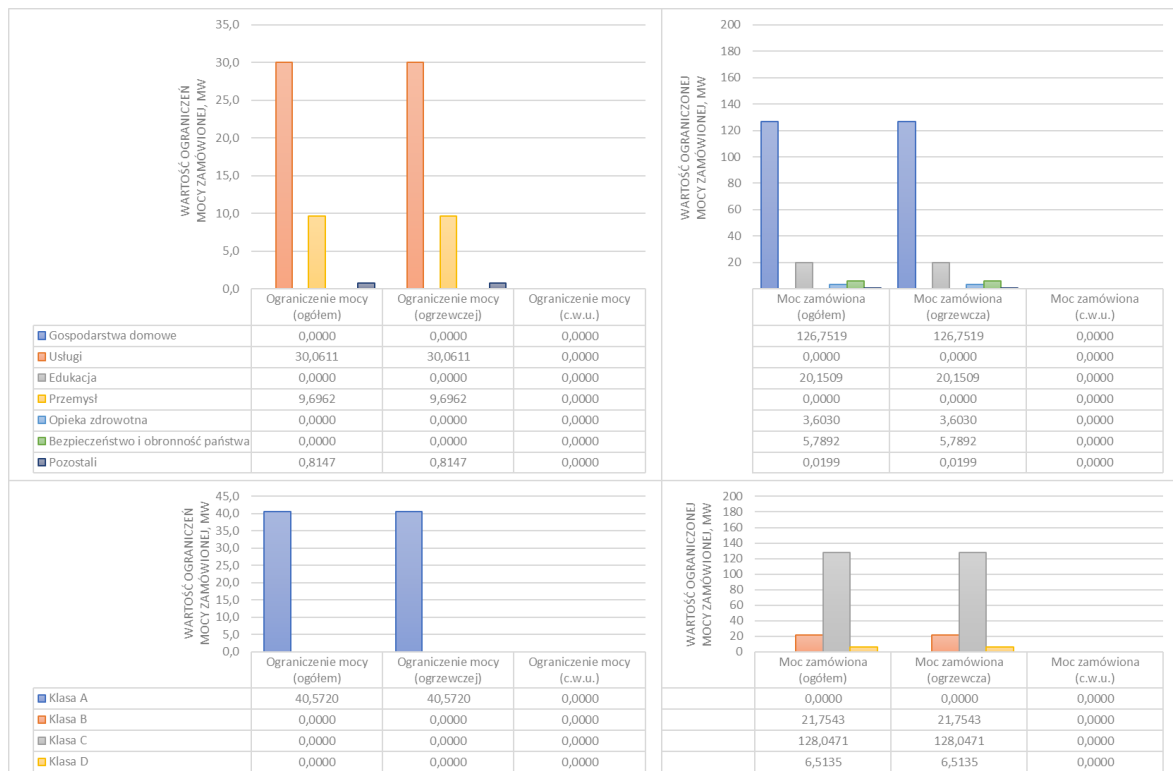 WARTOŚĆ OGRANICZEŃ
MOCY ZAMÓWIONEJ, MW
35,0
30,0
25,0
20,0
15,0
10,0
5,0
0,0
Ograniczenie mocy (ogółem) Ograniczenie mocy (ogrzewczej) Ograniczenie mocy (c.w.u.)
Gospodarstwa domowe 0,0000 0,0000 0,0000
Usługi 30,0611 30,0611 0,0000
Edukacja 0,0000 0,0000 0,0000
Przemysł 9,6962 9,6962 0,0000
Opieka zdrowotna 0,0000 0,0000 0,0000
Bezpieczeństwo i obronność państwa 0,0000 0,0000 0,0000
Pozostali 0,8147 0,8147 0,0000
WARTOŚĆ OGRANICZONEJ
MOCY ZAMÓWIONEJ, MW
200
180
160
140
120
100
80
60
40
20
Moc zamówiona (ogółem) Moc zamówiona (ogrzewcza) Moc zamówiona (c.w.u.)
126,7519 126,7519 0,0000
0,0000 0,0000 0,0000
20,1509 20,1509 0,0000
0,0000 0,0000 0,0000
3,6030 3,6030 0,0000
5,7892 5,7892 0,0000
0,0199 0,0199 0,0000
WARTOŚĆ OGRANICZEŃ
MOCY ZAMÓWIONEJ, MW
45,0
40,0
35,0
30,0
25,0
20,0
15,0
10,0
5,0
0,0
Ograniczenie mocy (ogółem) Ograniczenie mocy (ogrzewczej) Ograniczenie mocy (c.w.u.)
Klasa A 40,5720 40,5720 0,0000
Klasa B 0,0000 0,0000 0,0000
Klasa C 0,0000 0,0000 0,0000
Klasa D 0,0000 0,0000 0,0000
WARTOŚĆ OGRANICZONEJ
MOCY ZAMÓWIONEJ, MW
200
180
160
140
120
100
80
60
40
20
0
Moc zamówiona (ogółem) Moc zamówiona (ogrzewcza) Moc zamówiona (c.w.u.)
0,0000 0,0000 0,0000
21,7543 21,7543 0,0000
128,0471 128,0471 0,0000
6,5135 6,5135 0,0000